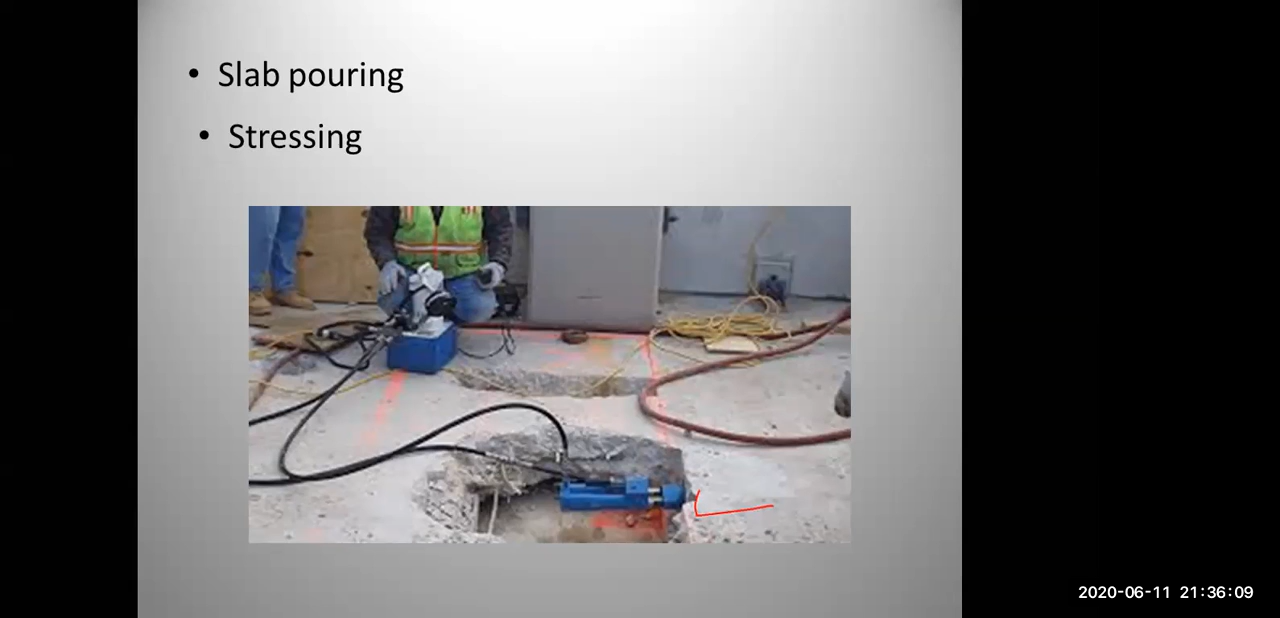 • Slab pouring
• Stressing
2020-06-11 21:36:09